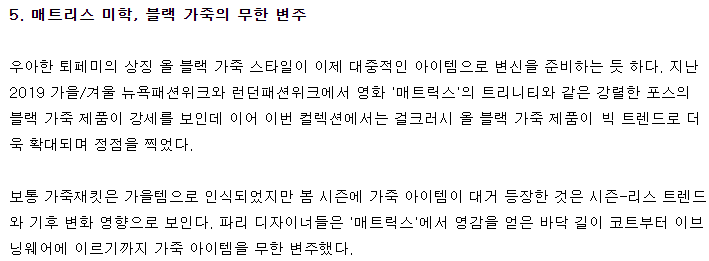 5. 매트리스 미학, 블랙 가죽의 무한 변주
우아한 퇴폐미의 상징 올 블랙 가죽 스타일이 이제 대중적인 아이템으로 변신을 준비하는 듯 하다. 지난
2019 가을/겨울 뉴욕패션위크와 런던패션위크에서 영화 '매트릭스'의 트리니티와 같은 강렬한 포스의
블랙 가죽 제품이 강세를 보인데 이어 이번 컬렉션에서는 걸크러시 올 블랙 가죽 제품이 빅 트렌드로 더
욱 확대되며 정점을 찍었다.
보통 가죽재킷은 가을템으로 인식되었지만 봄 시즌에 가죽 아이템이 대거 등장한 것은 시즌-리스 트렌드
와 기후 변화 영향으로 보인다. 파리 디자이너들은 '매트릭스'에서 영감을 얻은 바닥 길이 코트부터 이브
닝웨어에 이르기까지 가죽 아이템을 무한 변주했다.